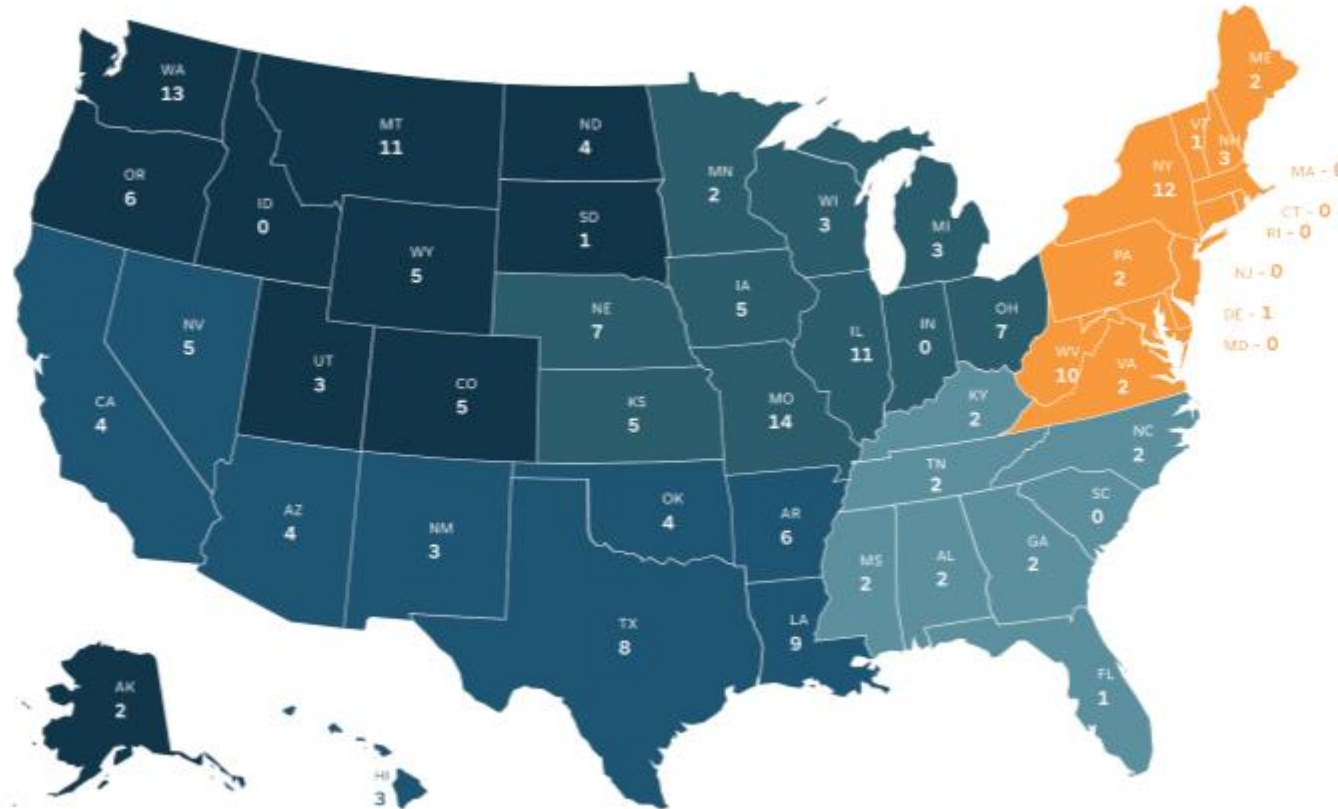 WA
13
MT
11
ND
4
MN
2
OR
6
ID
0
WY
5
SD
1
WI
3
MI
3
NY
12
VT
1
NH
3
ME
2
MA -
CT - 0
RI - 0
NJ - 0
DE - 1
MD - 0
PA
2
NV
5
UT
3
CO
5
NE
7
IA
5
IL
11
IN
0
OH
7
WV
10
VA
2
CA
4
KS
5
MO
14
KY
2
NC
2
TN
2
SC
0
AZ
4
NM
3
OK
4
AR
6
MS
2
AL
2
GA
2
TX
8
LA
9
FL
1
AK
2
HI
3